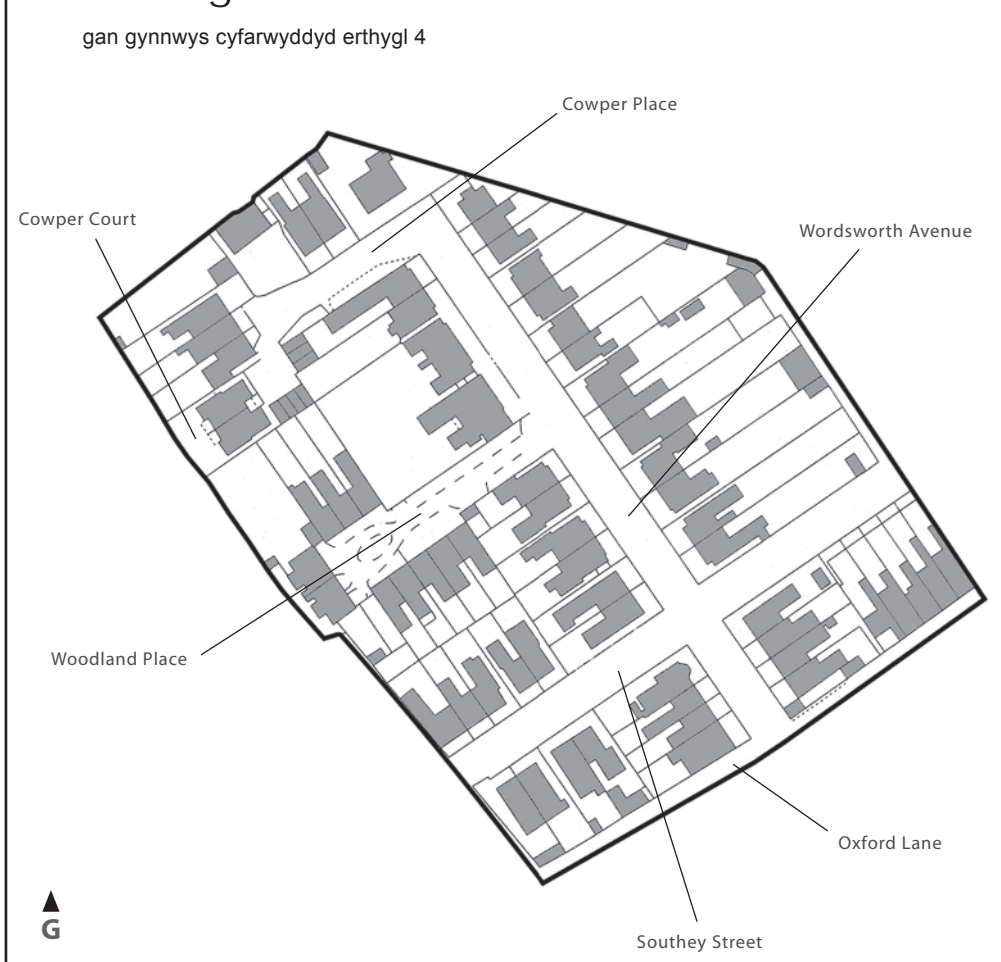 gan gynnwys cyfarwyddyd erthygl 4
Cowper Place
Cowper Court
Wordsworth Avenue
Woodland Place
Oxford Lane
G
Southey Street